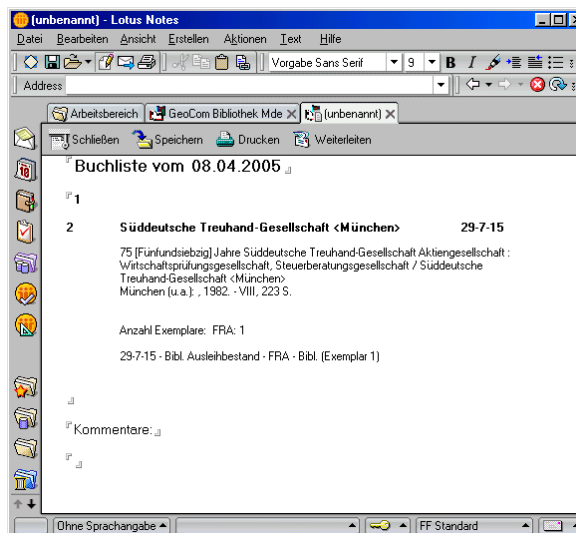 (unbenannt) - Lotus Notes
Datei Bearbeiten Ansicht Erstellen Aktionen Text Hilfe
Vorgabe Sans Serif 9 B I
Address
Arbeitsbereich GeoCom Bibliothek Mde (unbenannt)
Schließen Speichern Drucken Weiterleiten
Buchliste vom 08.04.2005
1
2 Süddeutsche Treuhand-Gesellschaft <München> 29-7-15
75 [Fünfundsiebzig] Jahre Süddeutsche Treuhand-Gesellschaft Aktiengesellschaft :
Wirtschaftsprüfungsgesellschaft, Steuerberatungsgesellschaft / Süddeutsche
Treuhand-Gesellschaft <München>
München [u.a.]: , 1982. - VIII, 223 S.
Anzahl Exemplare: FRA: 1
29-7-15 - Bibl. Ausleihbestand - FRA - Bibl. (Exemplar 1)
Kommentare:
Ohne Sprachangabe FF Standard